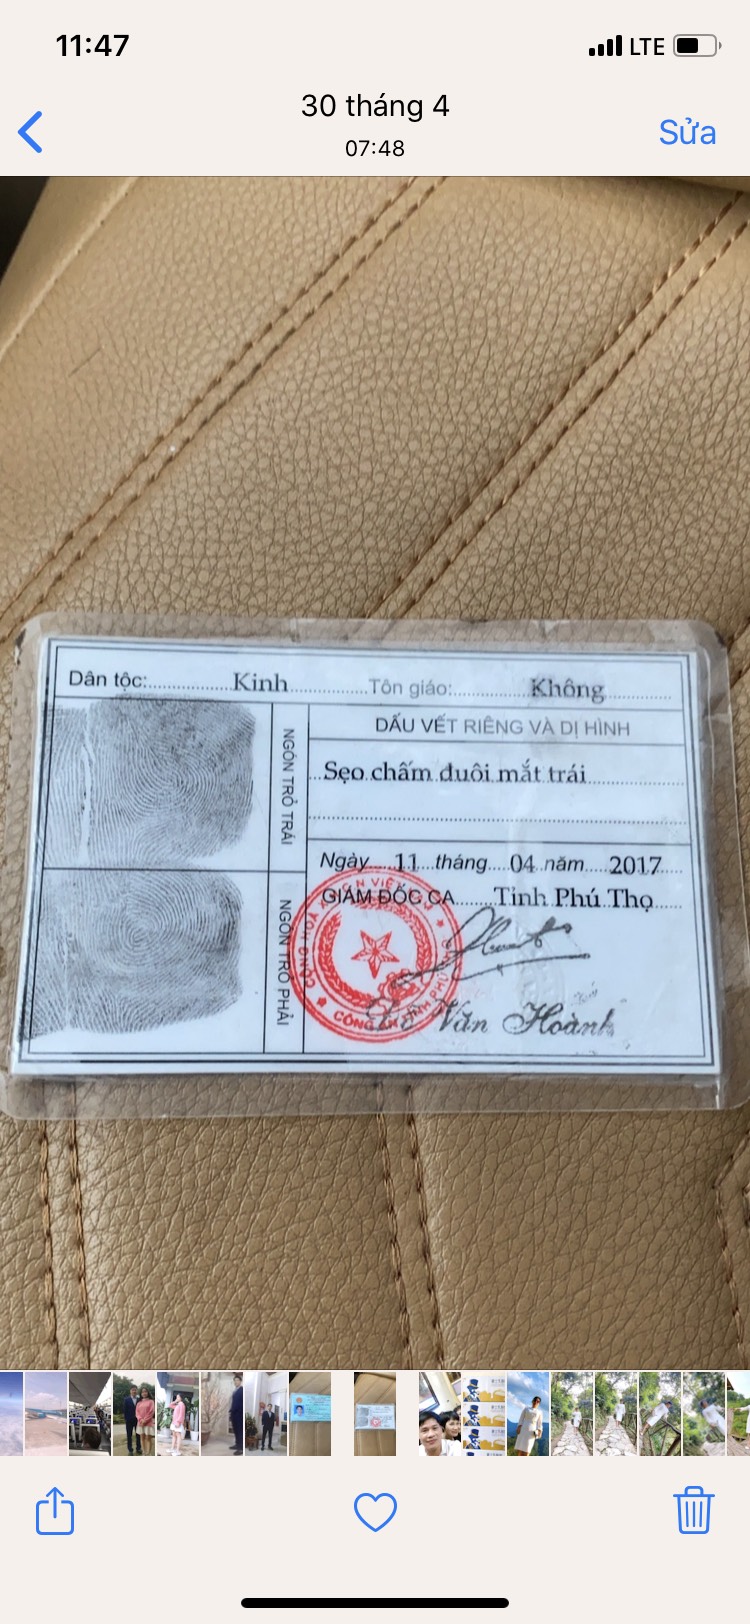 11:47
LTE
30 tháng 4
07:48
Sửa
Dân tộc: Kinh Tôn giáo: Không
NGÓN TRỎ TRÁI
DẤU VẾT RIÊNG VÀ DỊ HÌNH
Sẹo chấm đuôi mắt trái
Ngày 11 tháng 04 năm 2017
NGÓN TRỎ PHẢI
GIÁM ĐỐC CA Tỉnh Phú Thọ
Văn Hoành